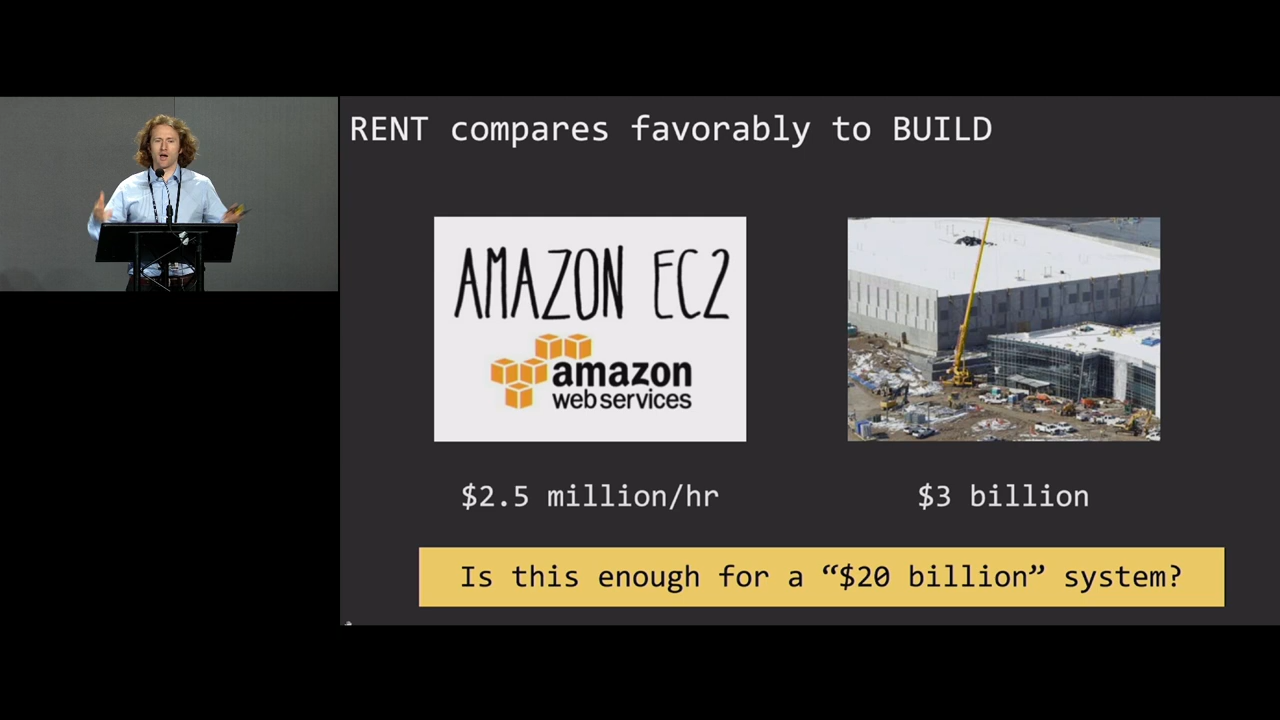 RENT compares favorably to BUILD
AMAZON EC2
amazon
web services
$2.5 million/hr
$3 billion
Is this enough for a “$20 billion” system?